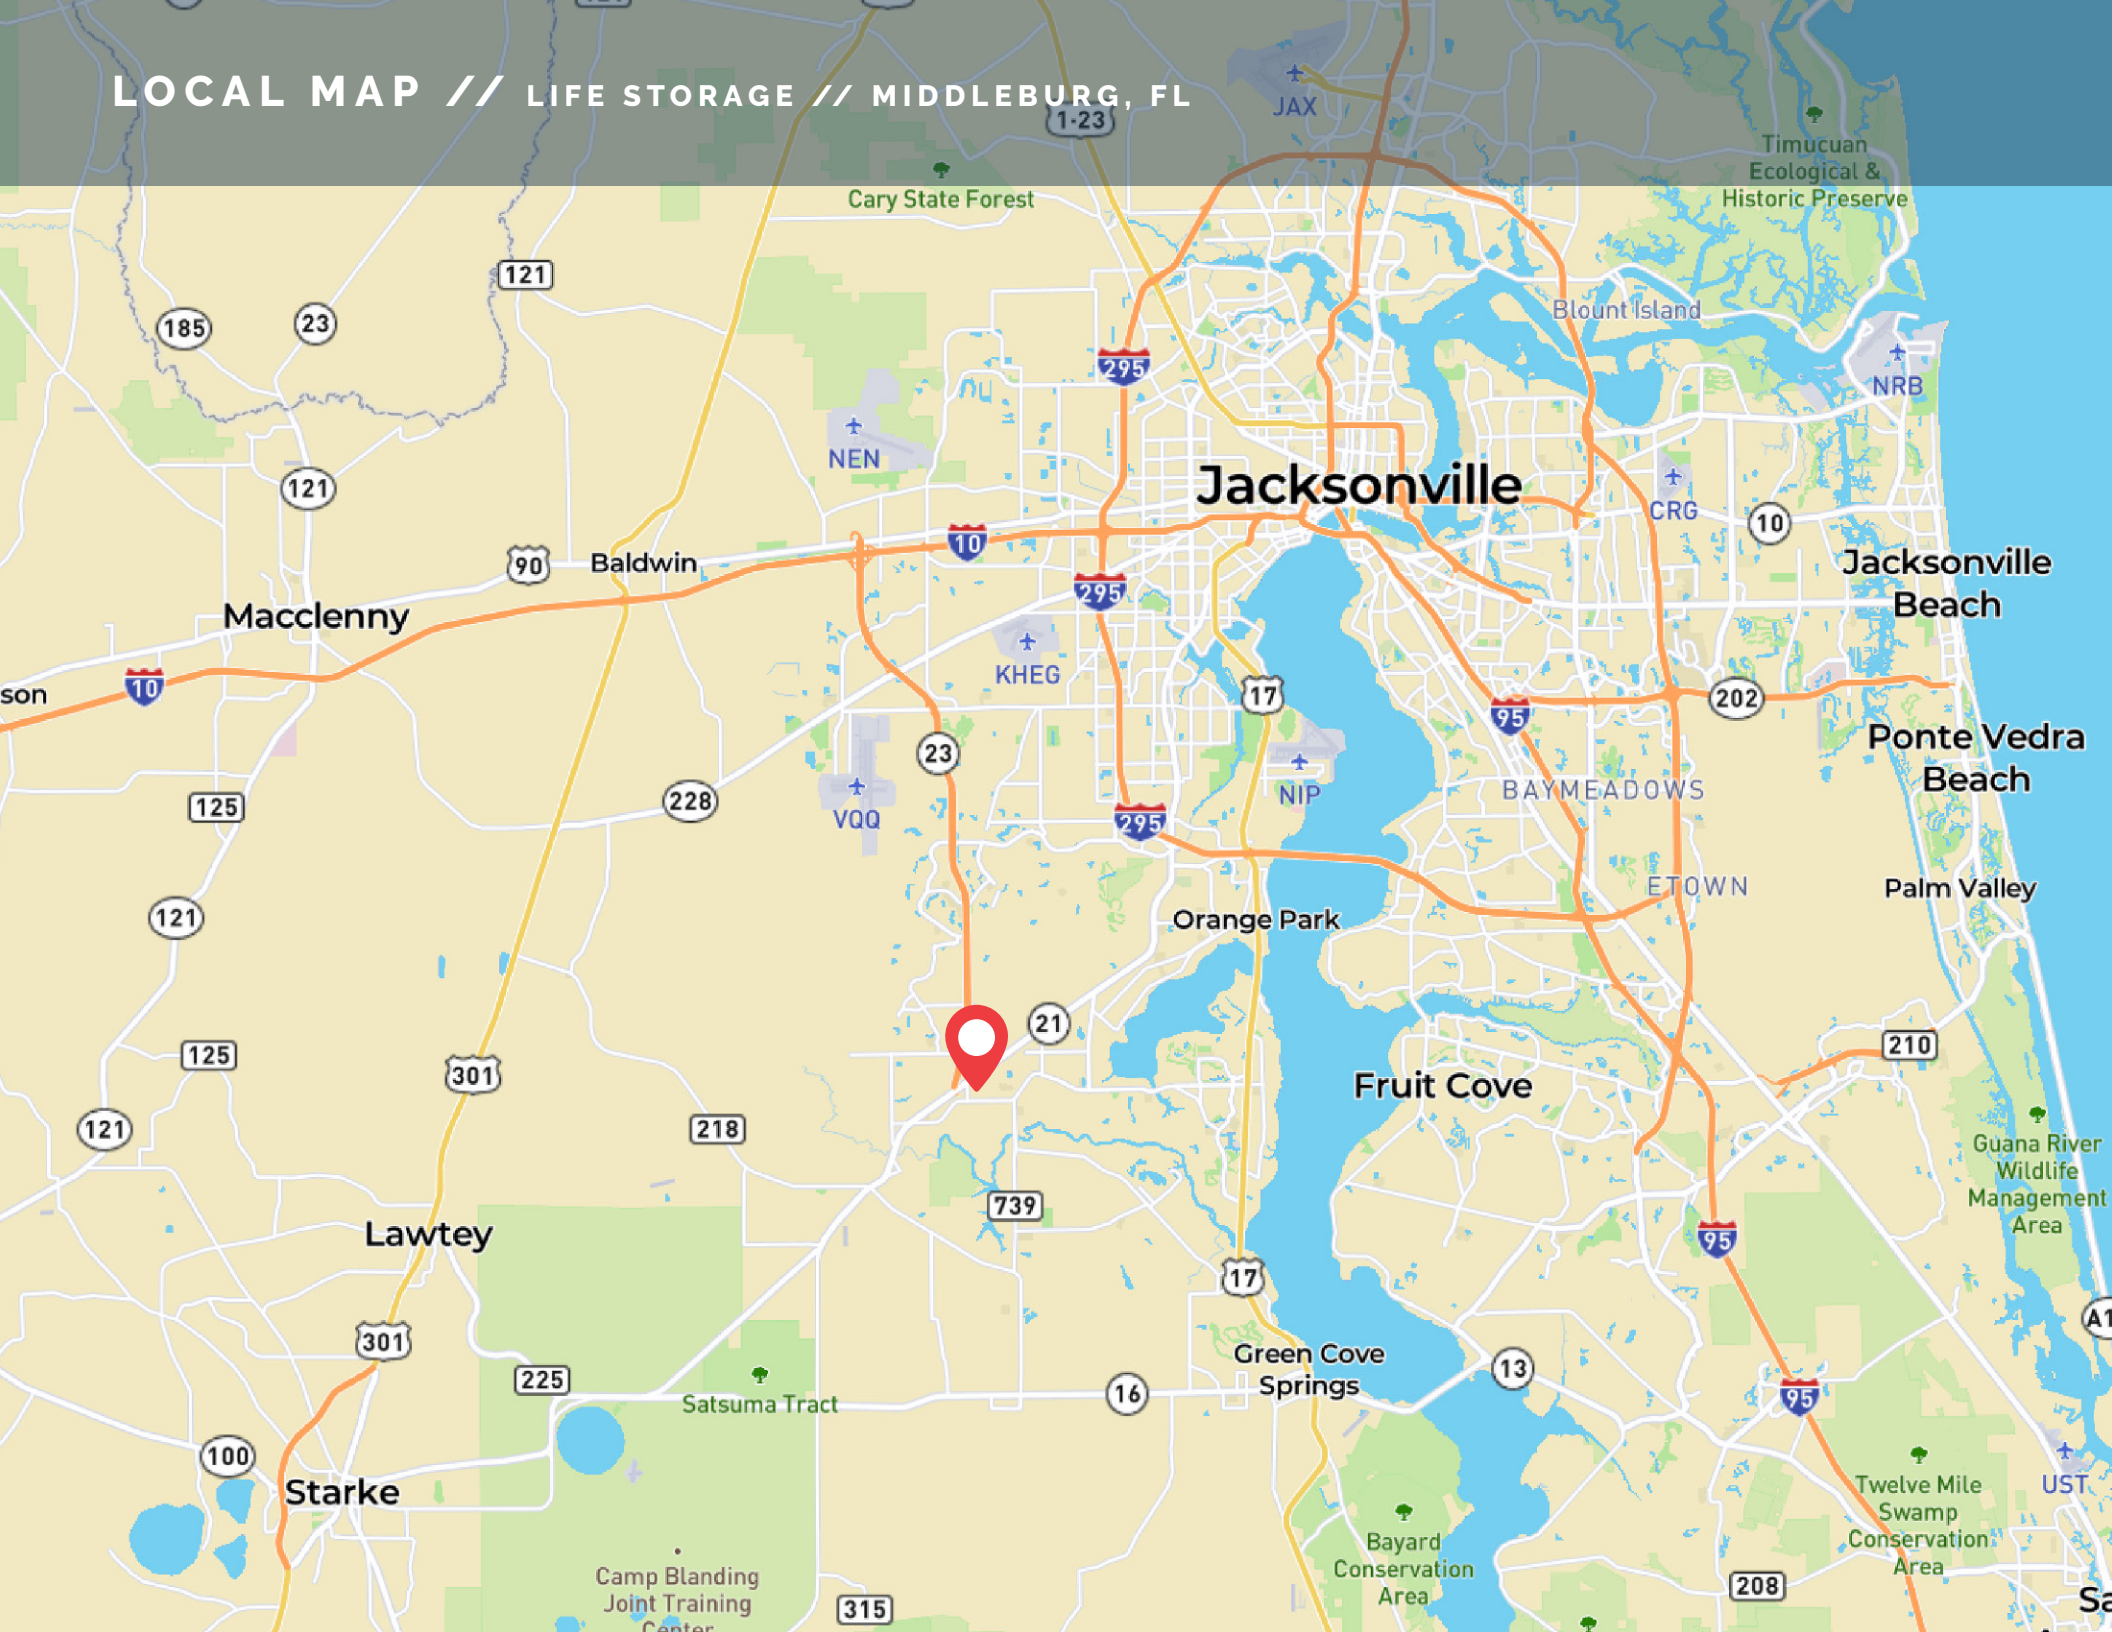 LOCAL MAP // LIFE STORAGE // MIDDLEBURG, FL
JAX
1-23
Timucuan
Ecological &
Historic Preserve
Cary State Forest
121
185
23
Blount Island
295
NRB
NEN
121
Jacksonville
CRG
10
10
90
Baldwin
Jacksonville
Beach
295
Macclenny
KHEG
10
son
17
202
95
23
Ponte Vedra
Beach
NIP
BAYMEADOWS
228
125
VQQ
295
ETOWN
Palm Valley
121
Orange Park
21
210
125
301
Fruit Cove
121
218
Guana River
Wildlife
Management
Area
739
Lawtey
95
17
A1
301
Green Cove
Springs
13
225
16
95
Satsuma Tract
100
UST
Starke
Twelve Mile
Swamp
Conservation
Area
Bayard
Conservation
Area
Camp Blanding
Joint Training
Center
208
315
Sa